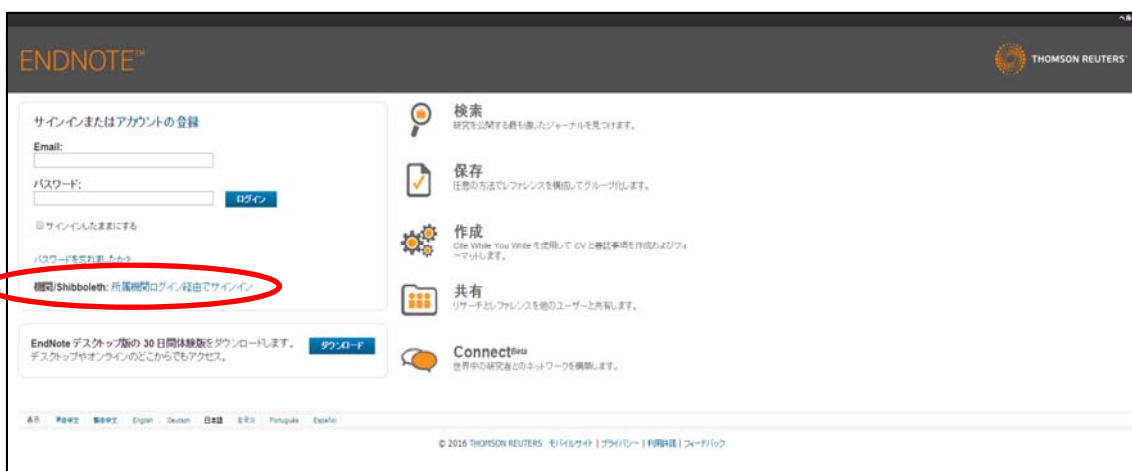 ENDNOTE™
THOMSON REUTERS
サインインまたはアカウントの登録
Email:
パスワード:
ログイン
サインインしたままにする
パスワードを忘れましたか?
機関/Shibboleth: 所属機関ログイン経由でサインイン
EndNote デスクトップ版の 30 日間体験版をダウンロードします。
デスクトップやオンラインのどこからでもアクセス。
ダウンロード
検索
研究を公開する最も適したジャーナルを見つけます。
保存
任意の方法でレファレンスを構成してグループ化します。
作成
Cite While You Write を使用して CV と書誌事項を作成およびフォ
ーマットします。
共有
リサーチとレファレンスを他のユーザーと共有します。
Connect Beta
世界中の研究者とのネットワークを構築します。
表示 简体中文 繁體中文 English Deutsch 日本語 한국어 Português Español
© 2016 THOMSON REUTERS モバイルサイト | プライバシー | 利用許諾 | フィードバック